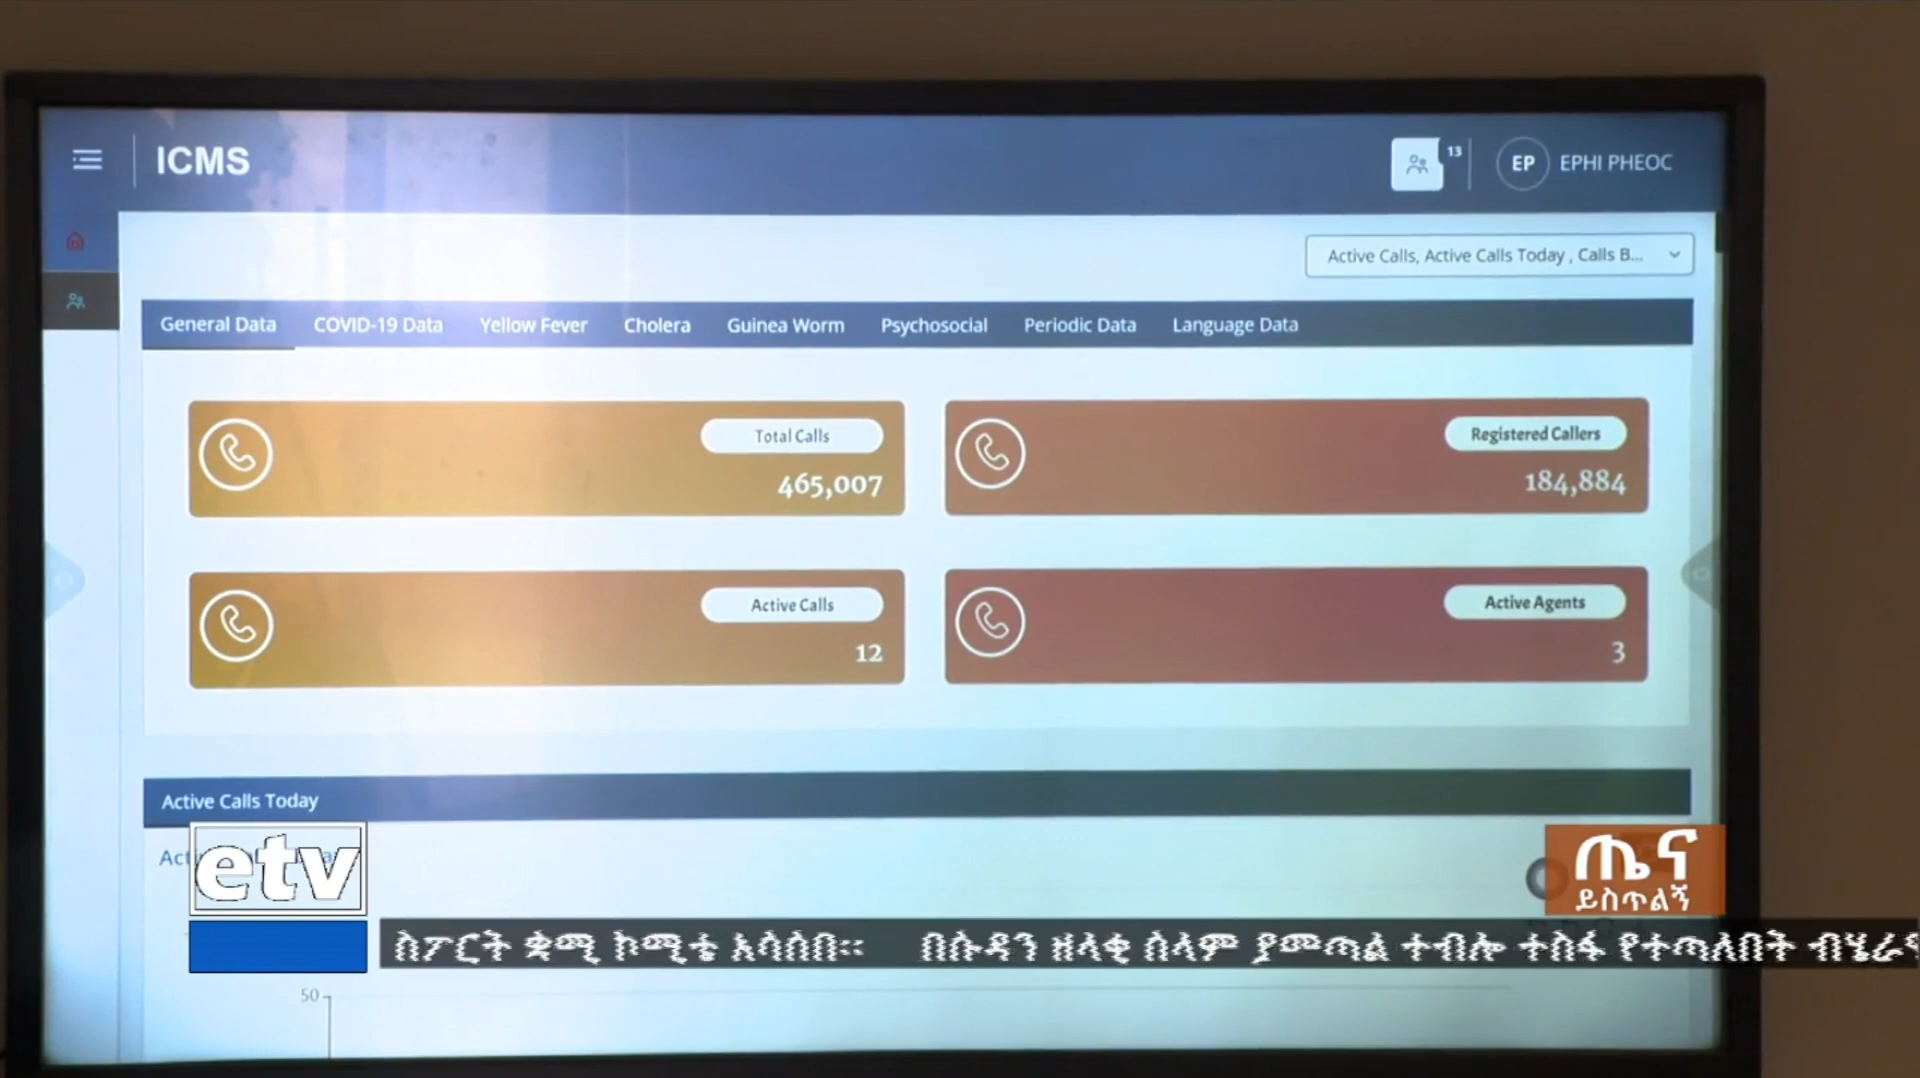 ICMS
13
EP EPHI PHEOC
Active Calls, Active Calls Today , Calls B...
General Data COVID-19 Data Yellow Fever Cholera Guinea Worm Psychosocial Periodic Data Language Data
Total Calls
465,007
Registered Callers
184,884
Active Calls
12
Active Agents
3
Active Calls Today
etv
ጤና
ይስጥልኝ
ስፖርት ቋሚ ኮሚቴ አሳሰበ። በሱዳን ዘላቂ ሰላም ያመጣል ተብሎ ተስፋ የተጣለበት
50